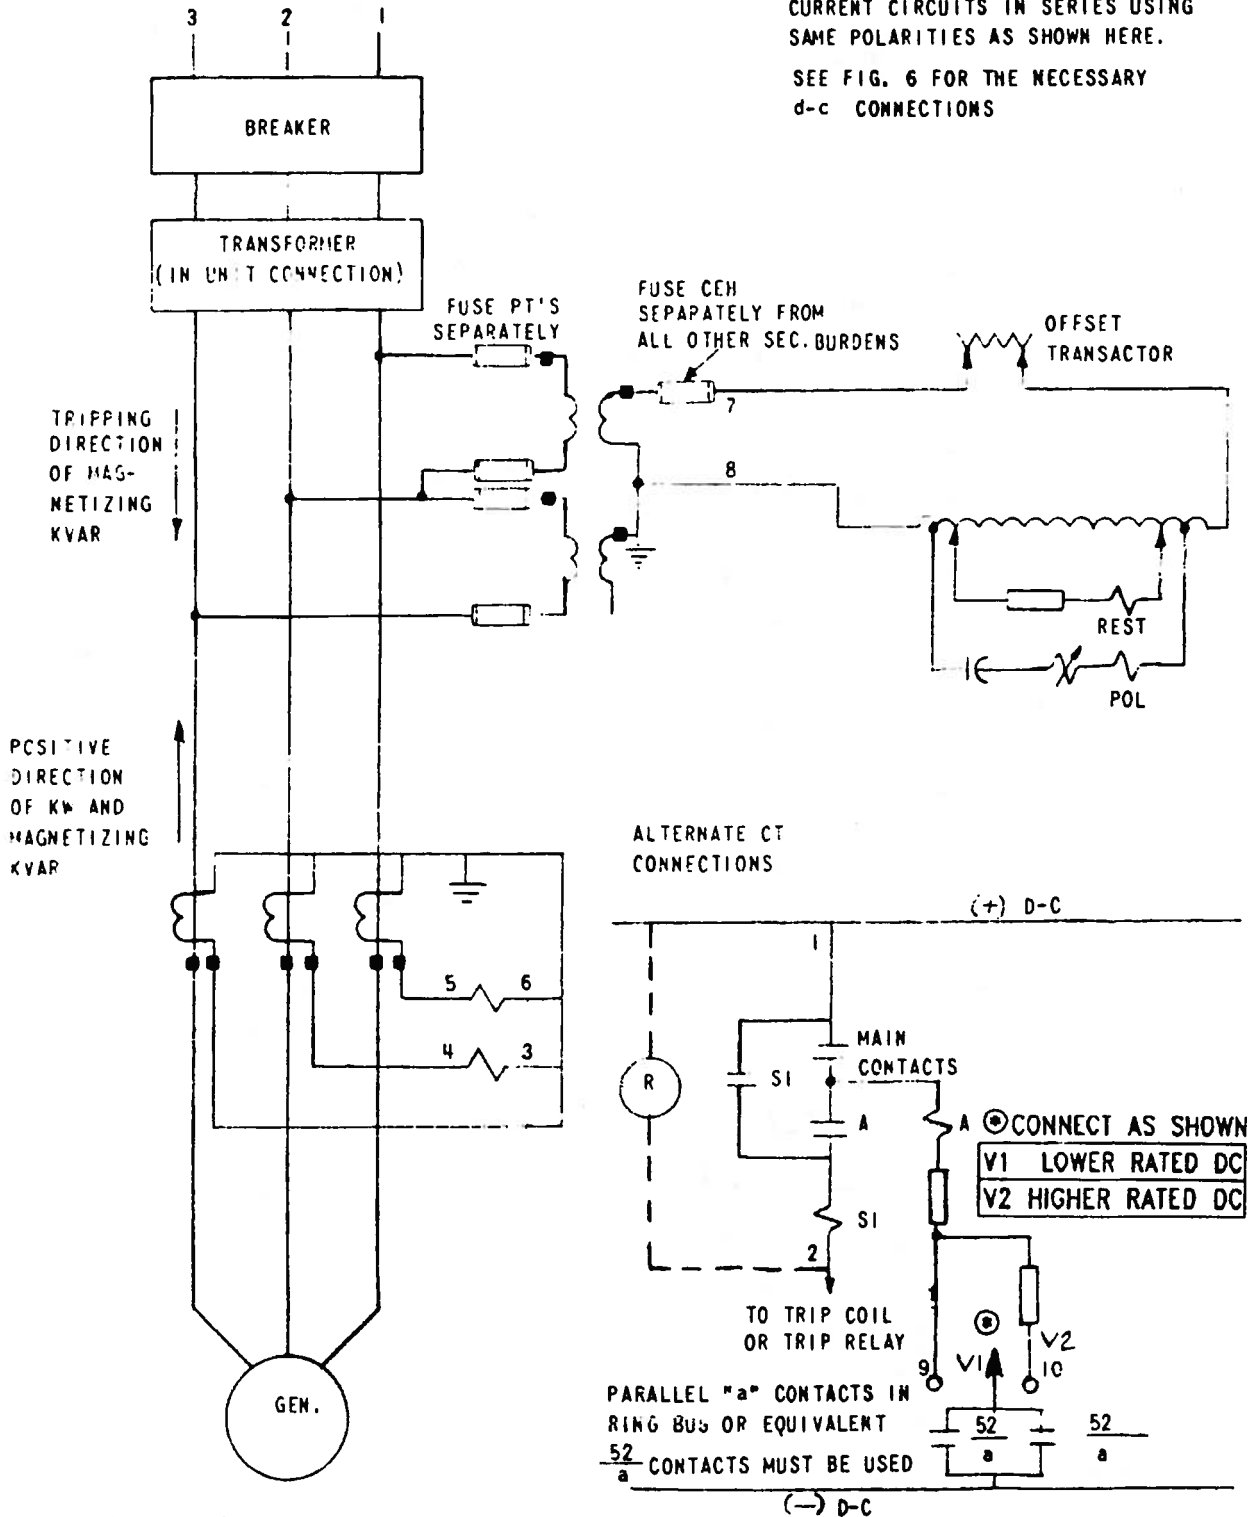 3 2 1
CURRENT CIRCUITS IN SERIES USING
SAME POLARITIES AS SHOWN HERE.
SEE FIG. 6 FOR THE NECESSARY
d-c CONNECTIONS
BREAKER
TRANSFORMER
(IN UNIT CONNECTION)
FUSE PT'S
SEPARATELY
FUSE CEH
SEPAPATELY FROM
ALL OTHER SEC. BURDENS
OFFSET
TRANSACTOR
7
8
TRIPPING
DIRECTION
OF MAG-
NETIZING
KVAR
REST
POL
POSITIVE
DIRECTION
OF KW AND
MAGNETIZING
KVAR
5 6
4 3
GEN.
ALTERNATE CT
CONNECTIONS
(+) D-C
1
MAIN
CONTACTS
R
SI
A
A
⊛ CONNECT AS SHOWN
V1 LOWER RATED DC
V2 HIGHER RATED DC
SI
2
TO TRIP COIL
OR TRIP RELAY
⊛
V2
9 V1 10
PARALLEL "a" CONTACTS IN
RING BUS OR EQUIVALENT
52/a CONTACTS MUST BE USED
52/a
52/a
(-) D-C